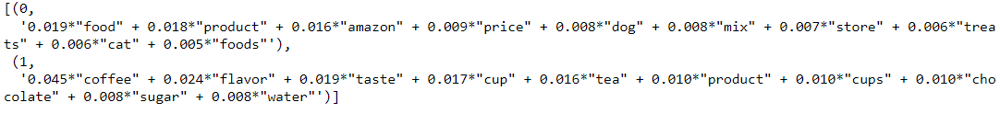 [(0,
'0.019*"food" + 0.018*"product" + 0.016*"amazon" + 0.009*"price" + 0.008*"dog" + 0.008*"mix" + 0.007*"store" + 0.006*"trea
ts" + 0.006*"cat" + 0.005*"foods"'),
(1,
'0.045*"coffee" + 0.024*"flavor" + 0.019*"taste" + 0.017*"cup" + 0.016*"tea" + 0.010*"product" + 0.010*"cups" + 0.010*"cho
colate" + 0.008*"sugar" + 0.008*"water"')]